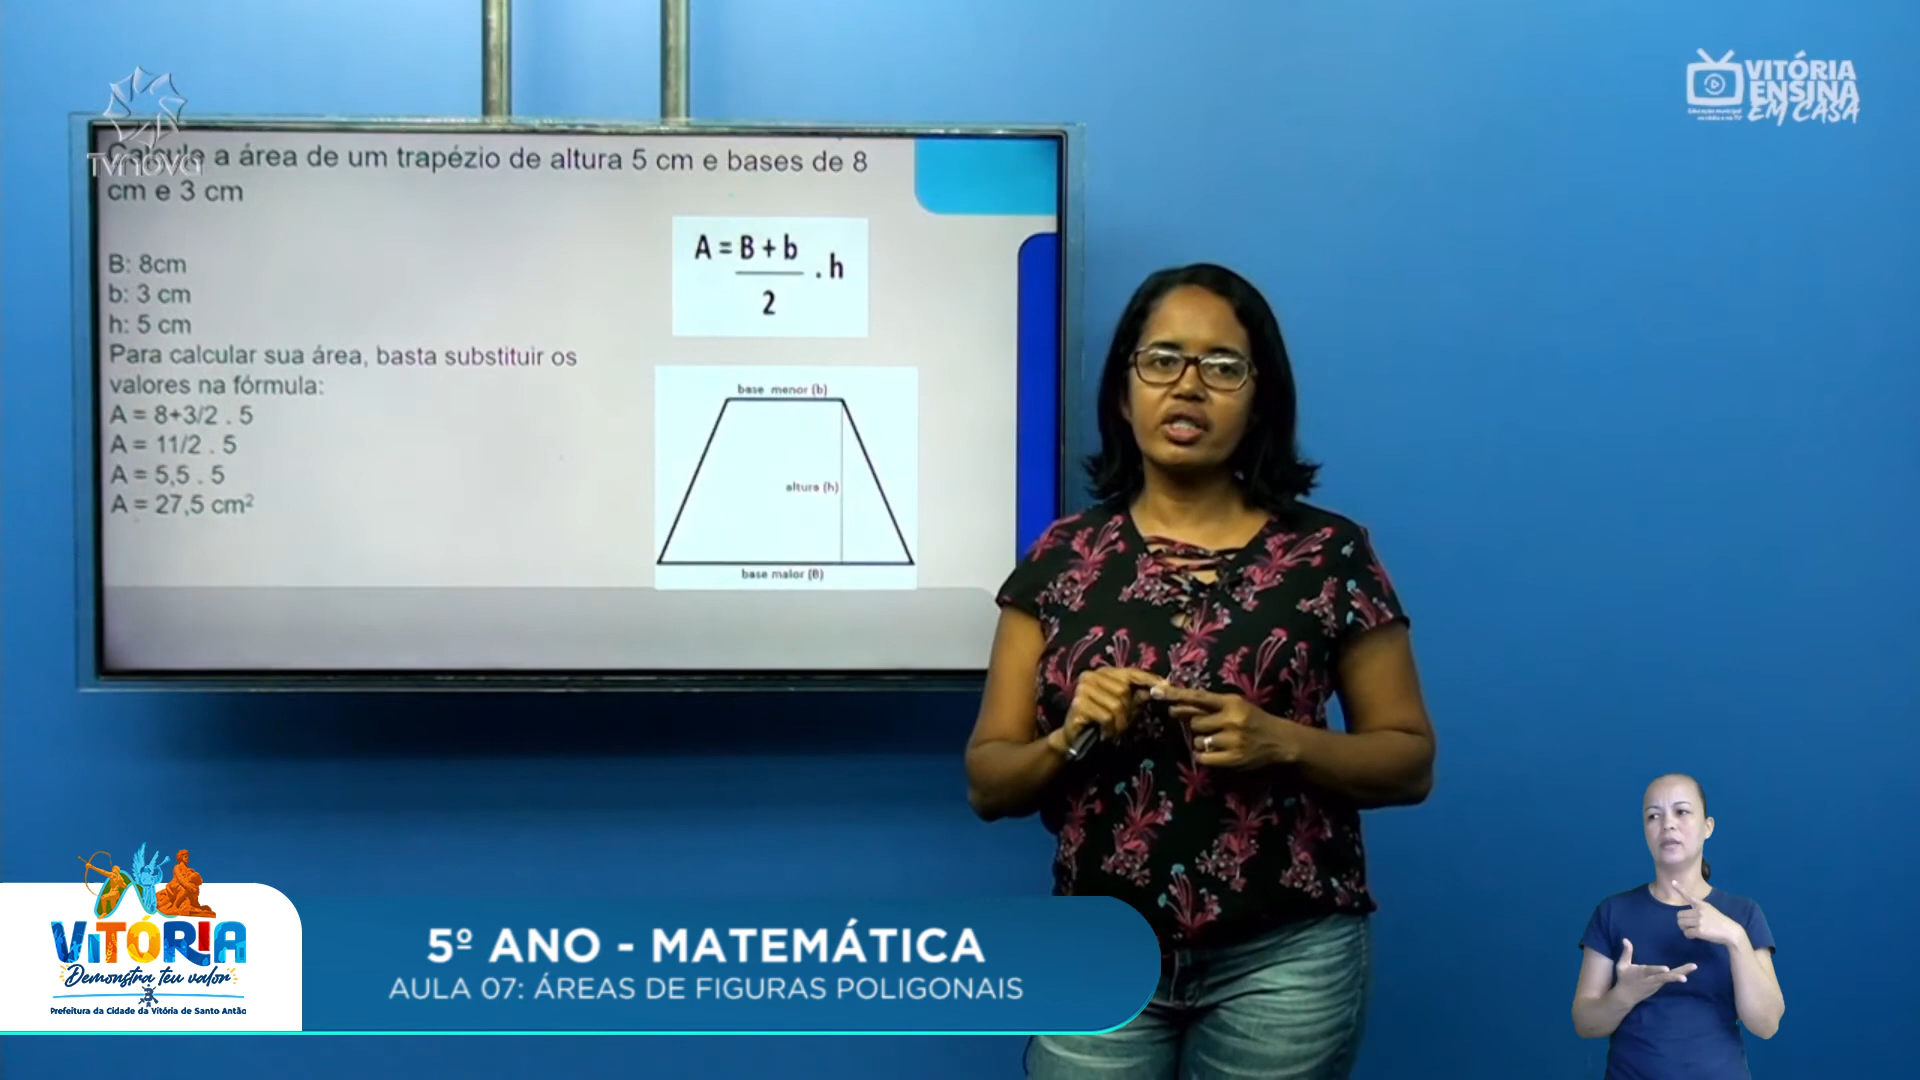 TVnova
Calcule a área de um trapézio de altura 5 cm e bases de 8
cm e 3 cm
B: 8cm
b: 3 cm
h: 5 cm
Para calcular sua área, basta substituir os
valores na fórmula:
A = 8+3/2 . 5
A = 11/2 . 5
A = 5,5 . 5
A = 27,5 cm²
A = B + b
. h
2
base menor (b)
altura (h)
base maior (B)
VITÓRIA
ENSINA
EM CASA
VITÓRIA
Demonstra teu valor
Prefeitura da Cidade da Vitória de Santo Antão
5º ANO - MATEMÁTICA
AULA 07: ÁREAS DE FIGURAS POLIGONAIS